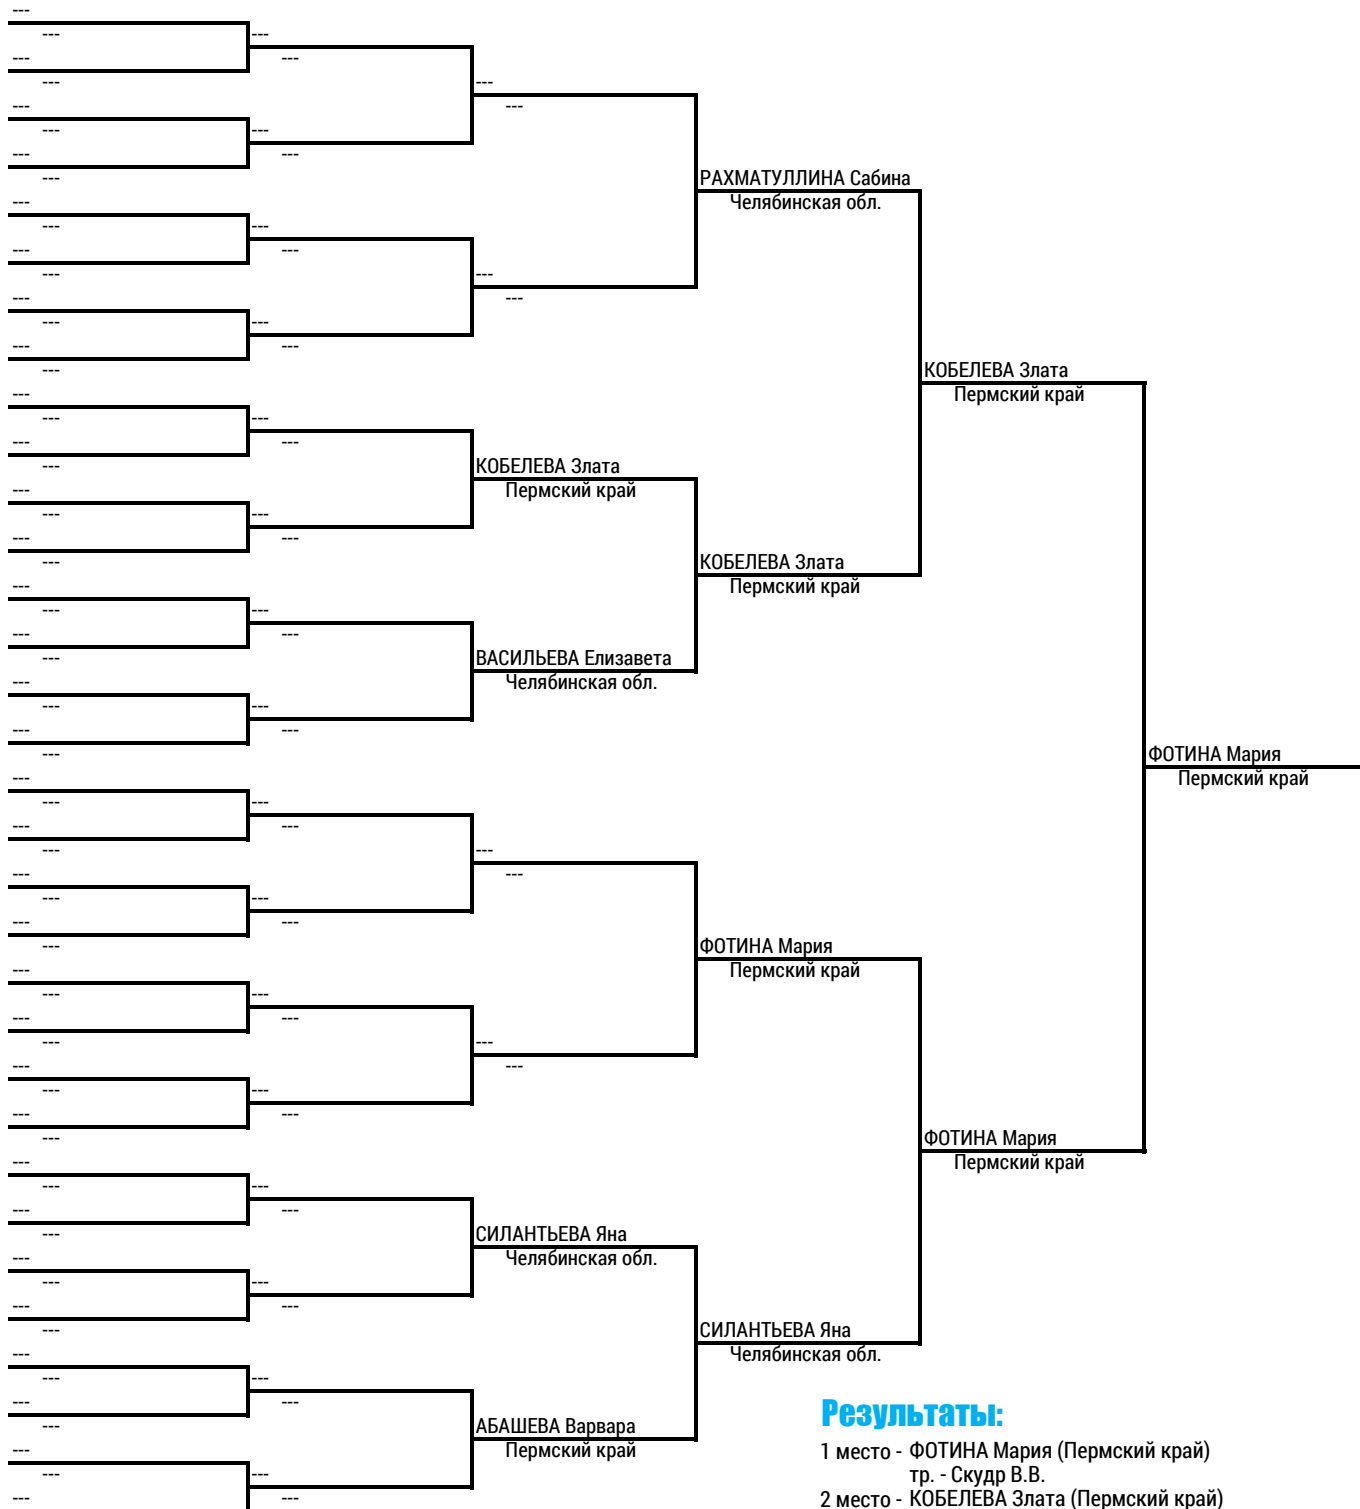 РАХМАТУЛЛИНА Сабина
Челябинская обл.
КОБЕЛЕВА Злата
Пермский край
КОБЕЛЕВА Злата
Пермский край
КОБЕЛЕВА Злата
Пермский край
ВАСИЛЬЕВА Елизавета
Челябинская обл.
ФОТИНА Мария
Пермский край
ФОТИНА Мария
Пермский край
ФОТИНА Мария
Пермский край
СИЛАНТЬЕВА Яна
Челябинская обл.
СИЛАНТЬЕВА Яна
Челябинская обл.
АБАШЕВА Варвара
Пермский край
Результаты:
1 место - ФОТИНА Мария (Пермский край)
тр. - Скудр В.В.
2 место - КОБЕЛЕВА Злата (Пермский край)